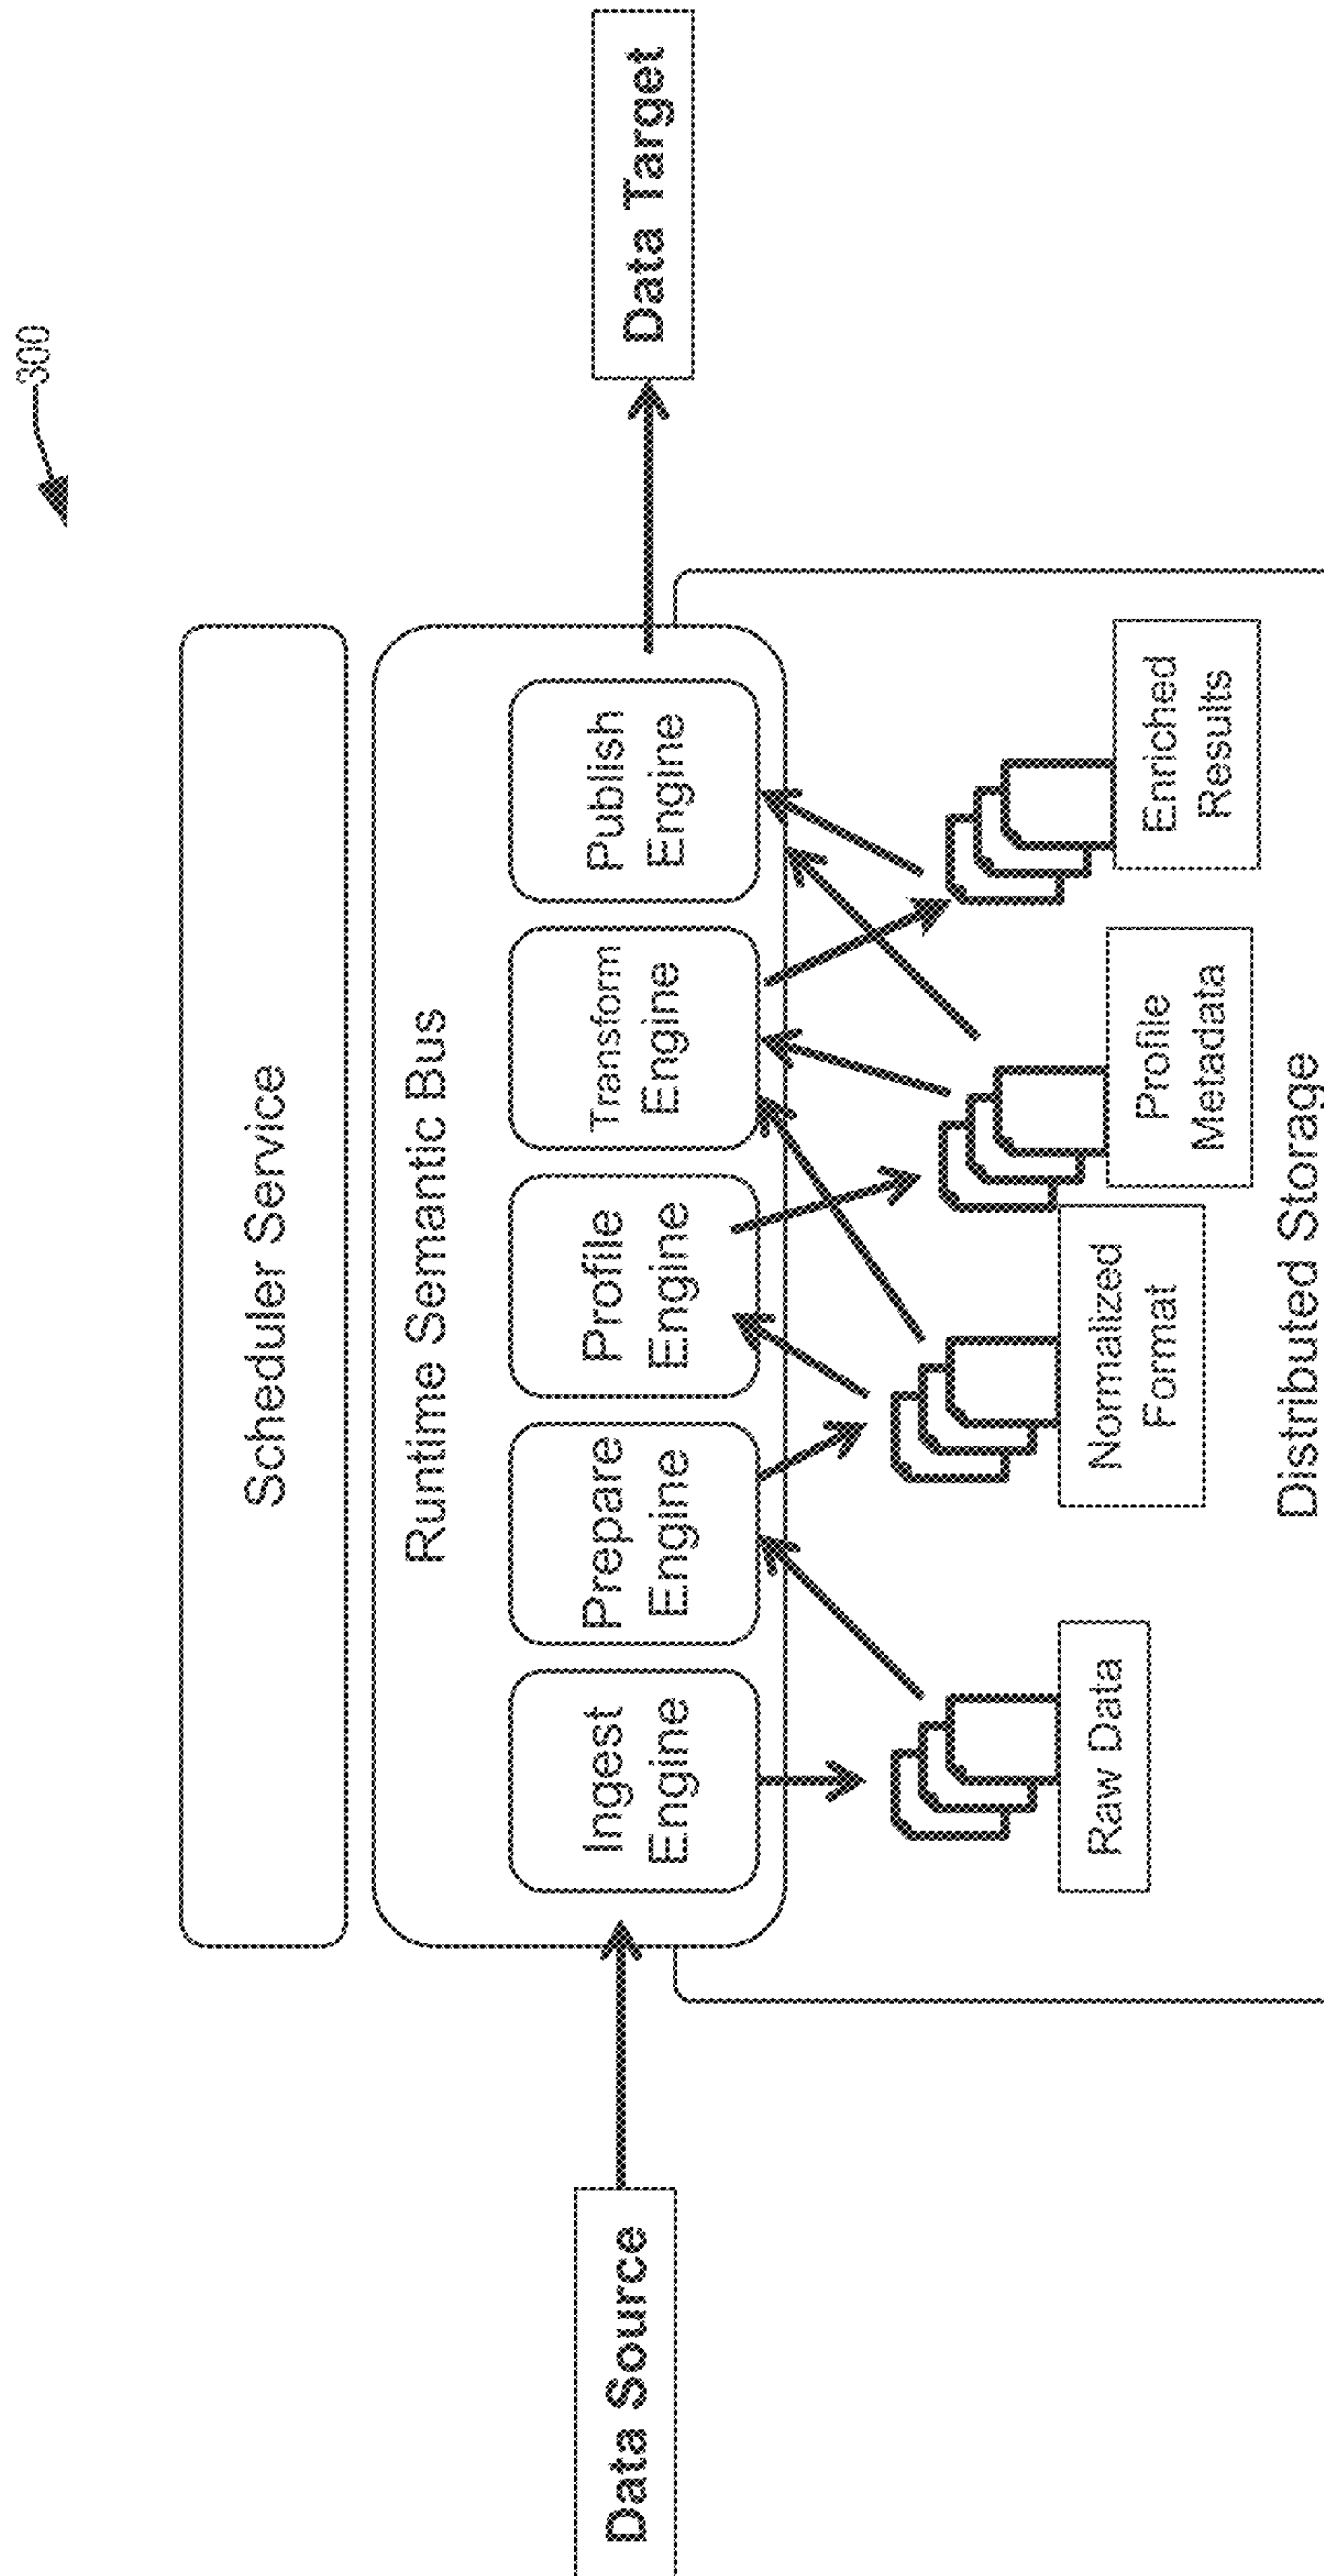 300
Scheduler Service
Runtime Semantic Bus
Data Source
Ingest
Engine
Prepare
Engine
Profile
Engine
Transform
Engine
Publish
Engine
Data Target
Raw Data
Normalized
Format
Profile
Metadata
Enriched
Results
Distributed Storage